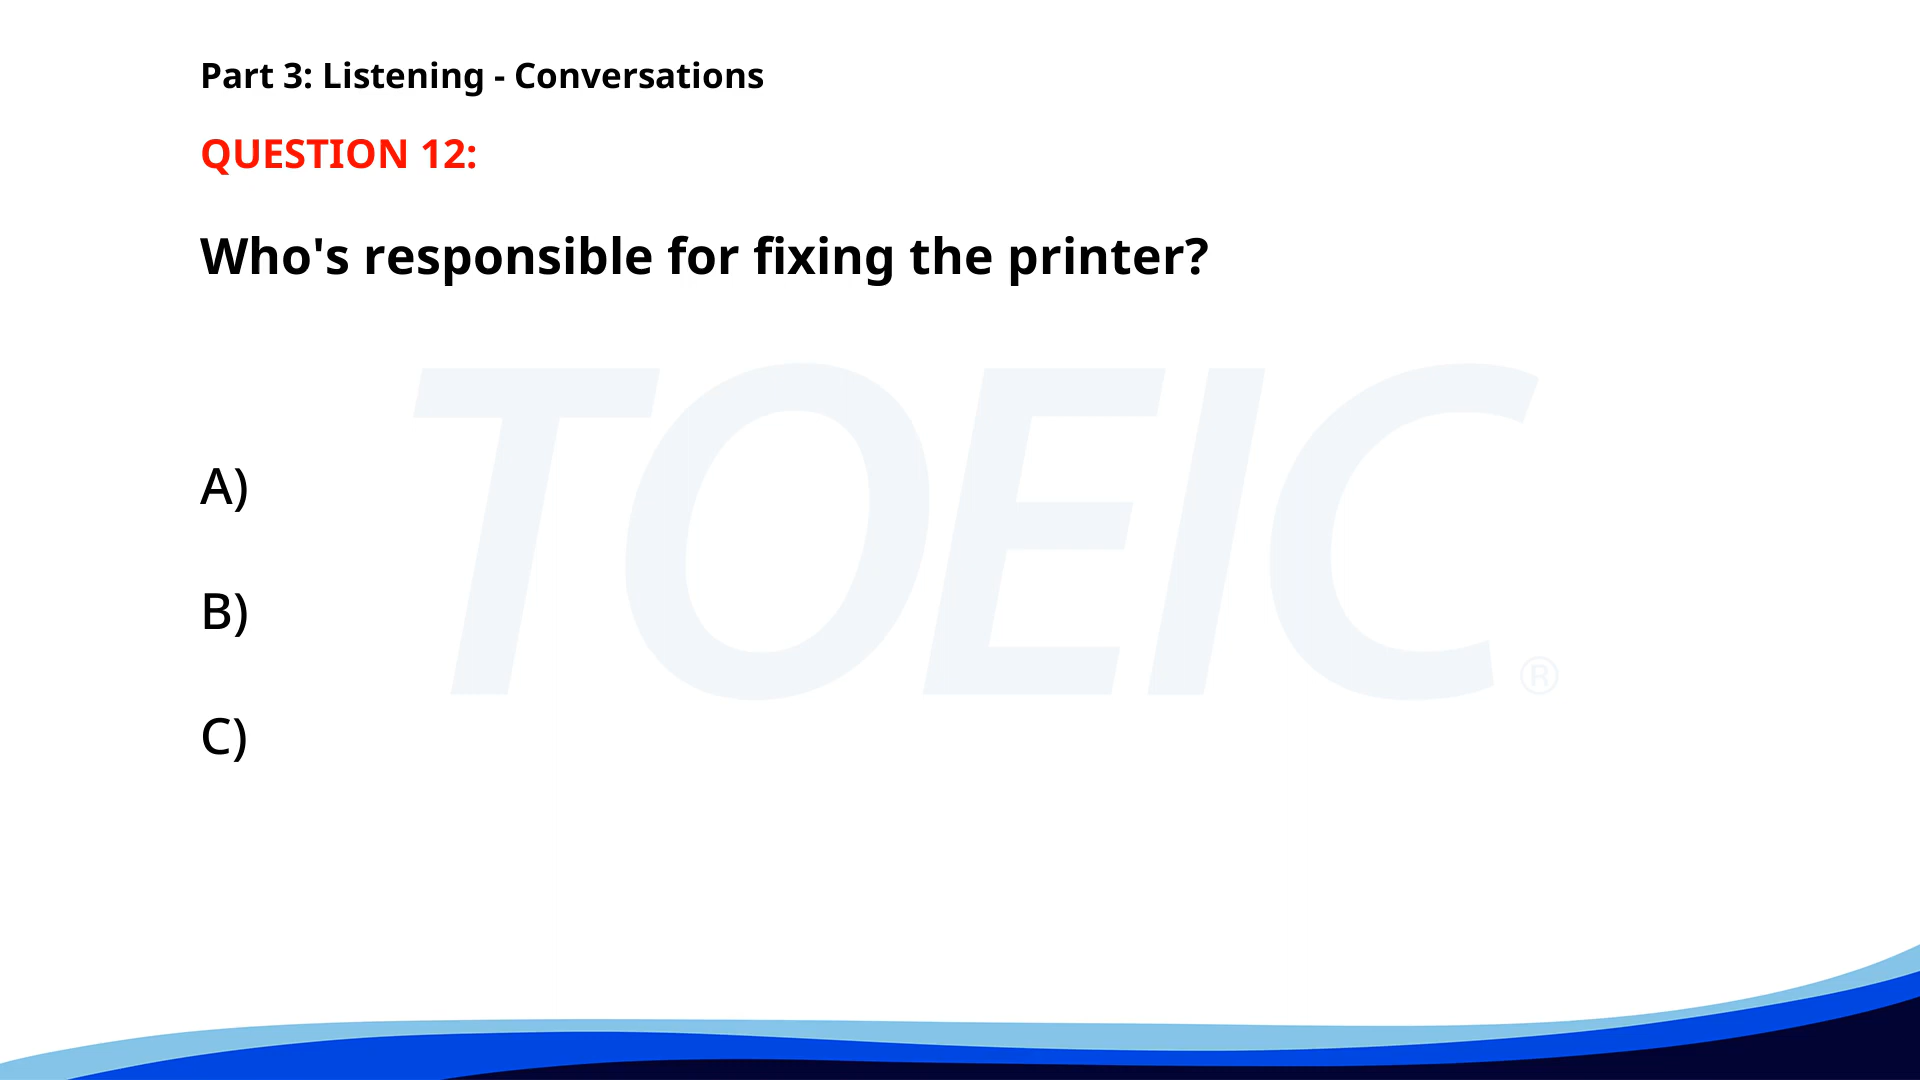 Part 3: Listening - Conversations
QUESTION 12:
Who's responsible for fixing the printer?
TOEIC®
A)
B)
C)